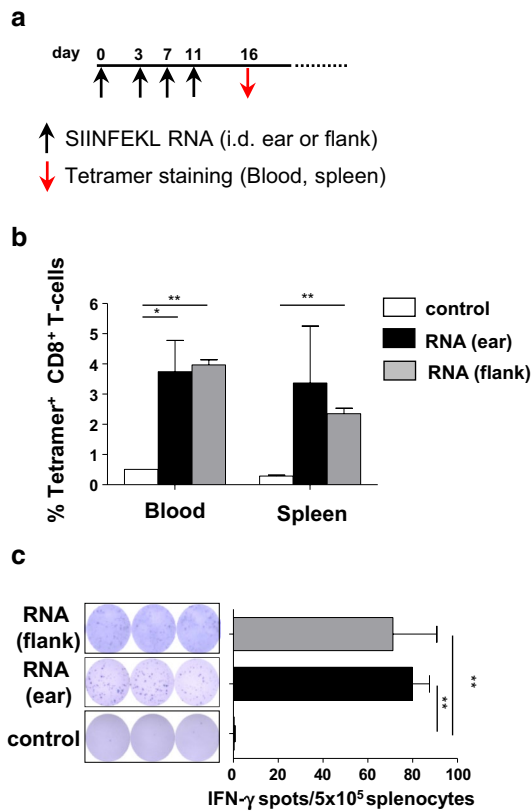 a
day 0 3 7 11 16
SIINFEKL RNA (i.d. ear or flank)
Tetramer staining (Blood, spleen)
b
% Tetramer⁺ CD8⁺ T-cells
6
5
4
3
2
1
0
*
**
**
Blood
Spleen
control
RNA (ear)
RNA (flank)
c
RNA
(flank)
RNA
(ear)
control
**
**
0 20 40 60 80 100
IFN-γ spots/5x10⁵ splenocytes